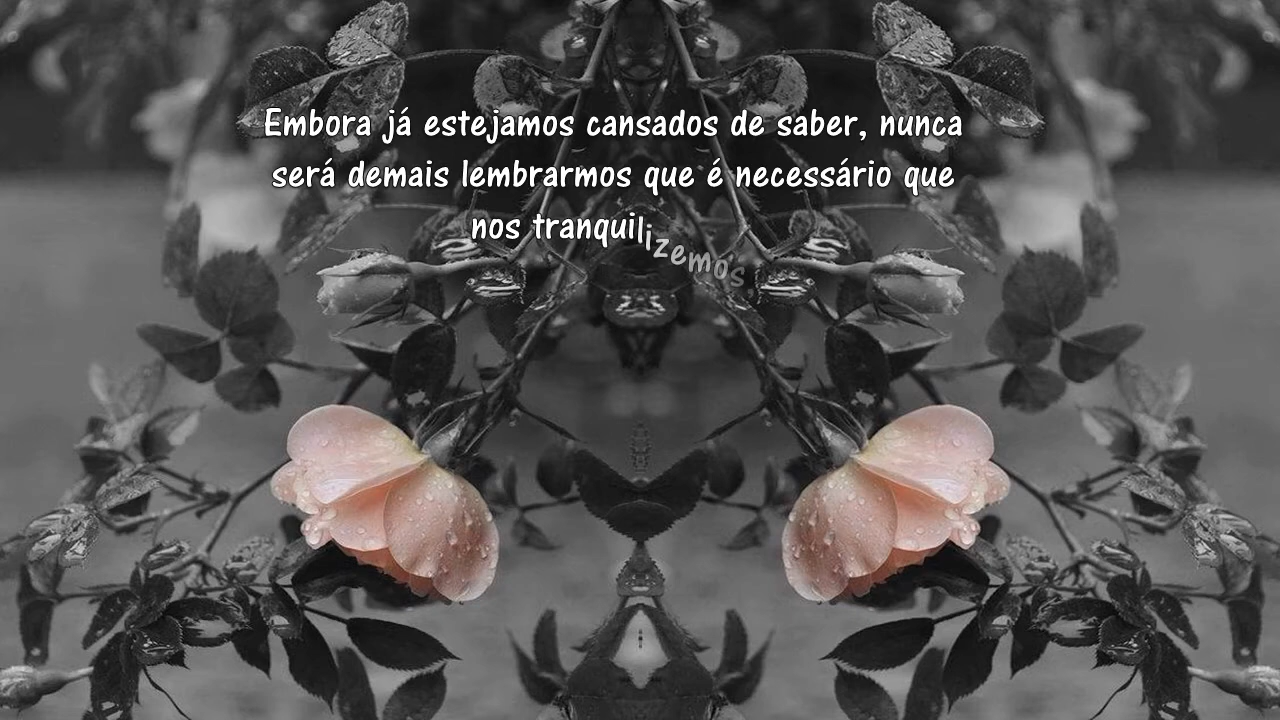 Embora já estejamos cansados de saber, nunca
será demais lembrarmos que é necessário que
nos tranquilizemos,